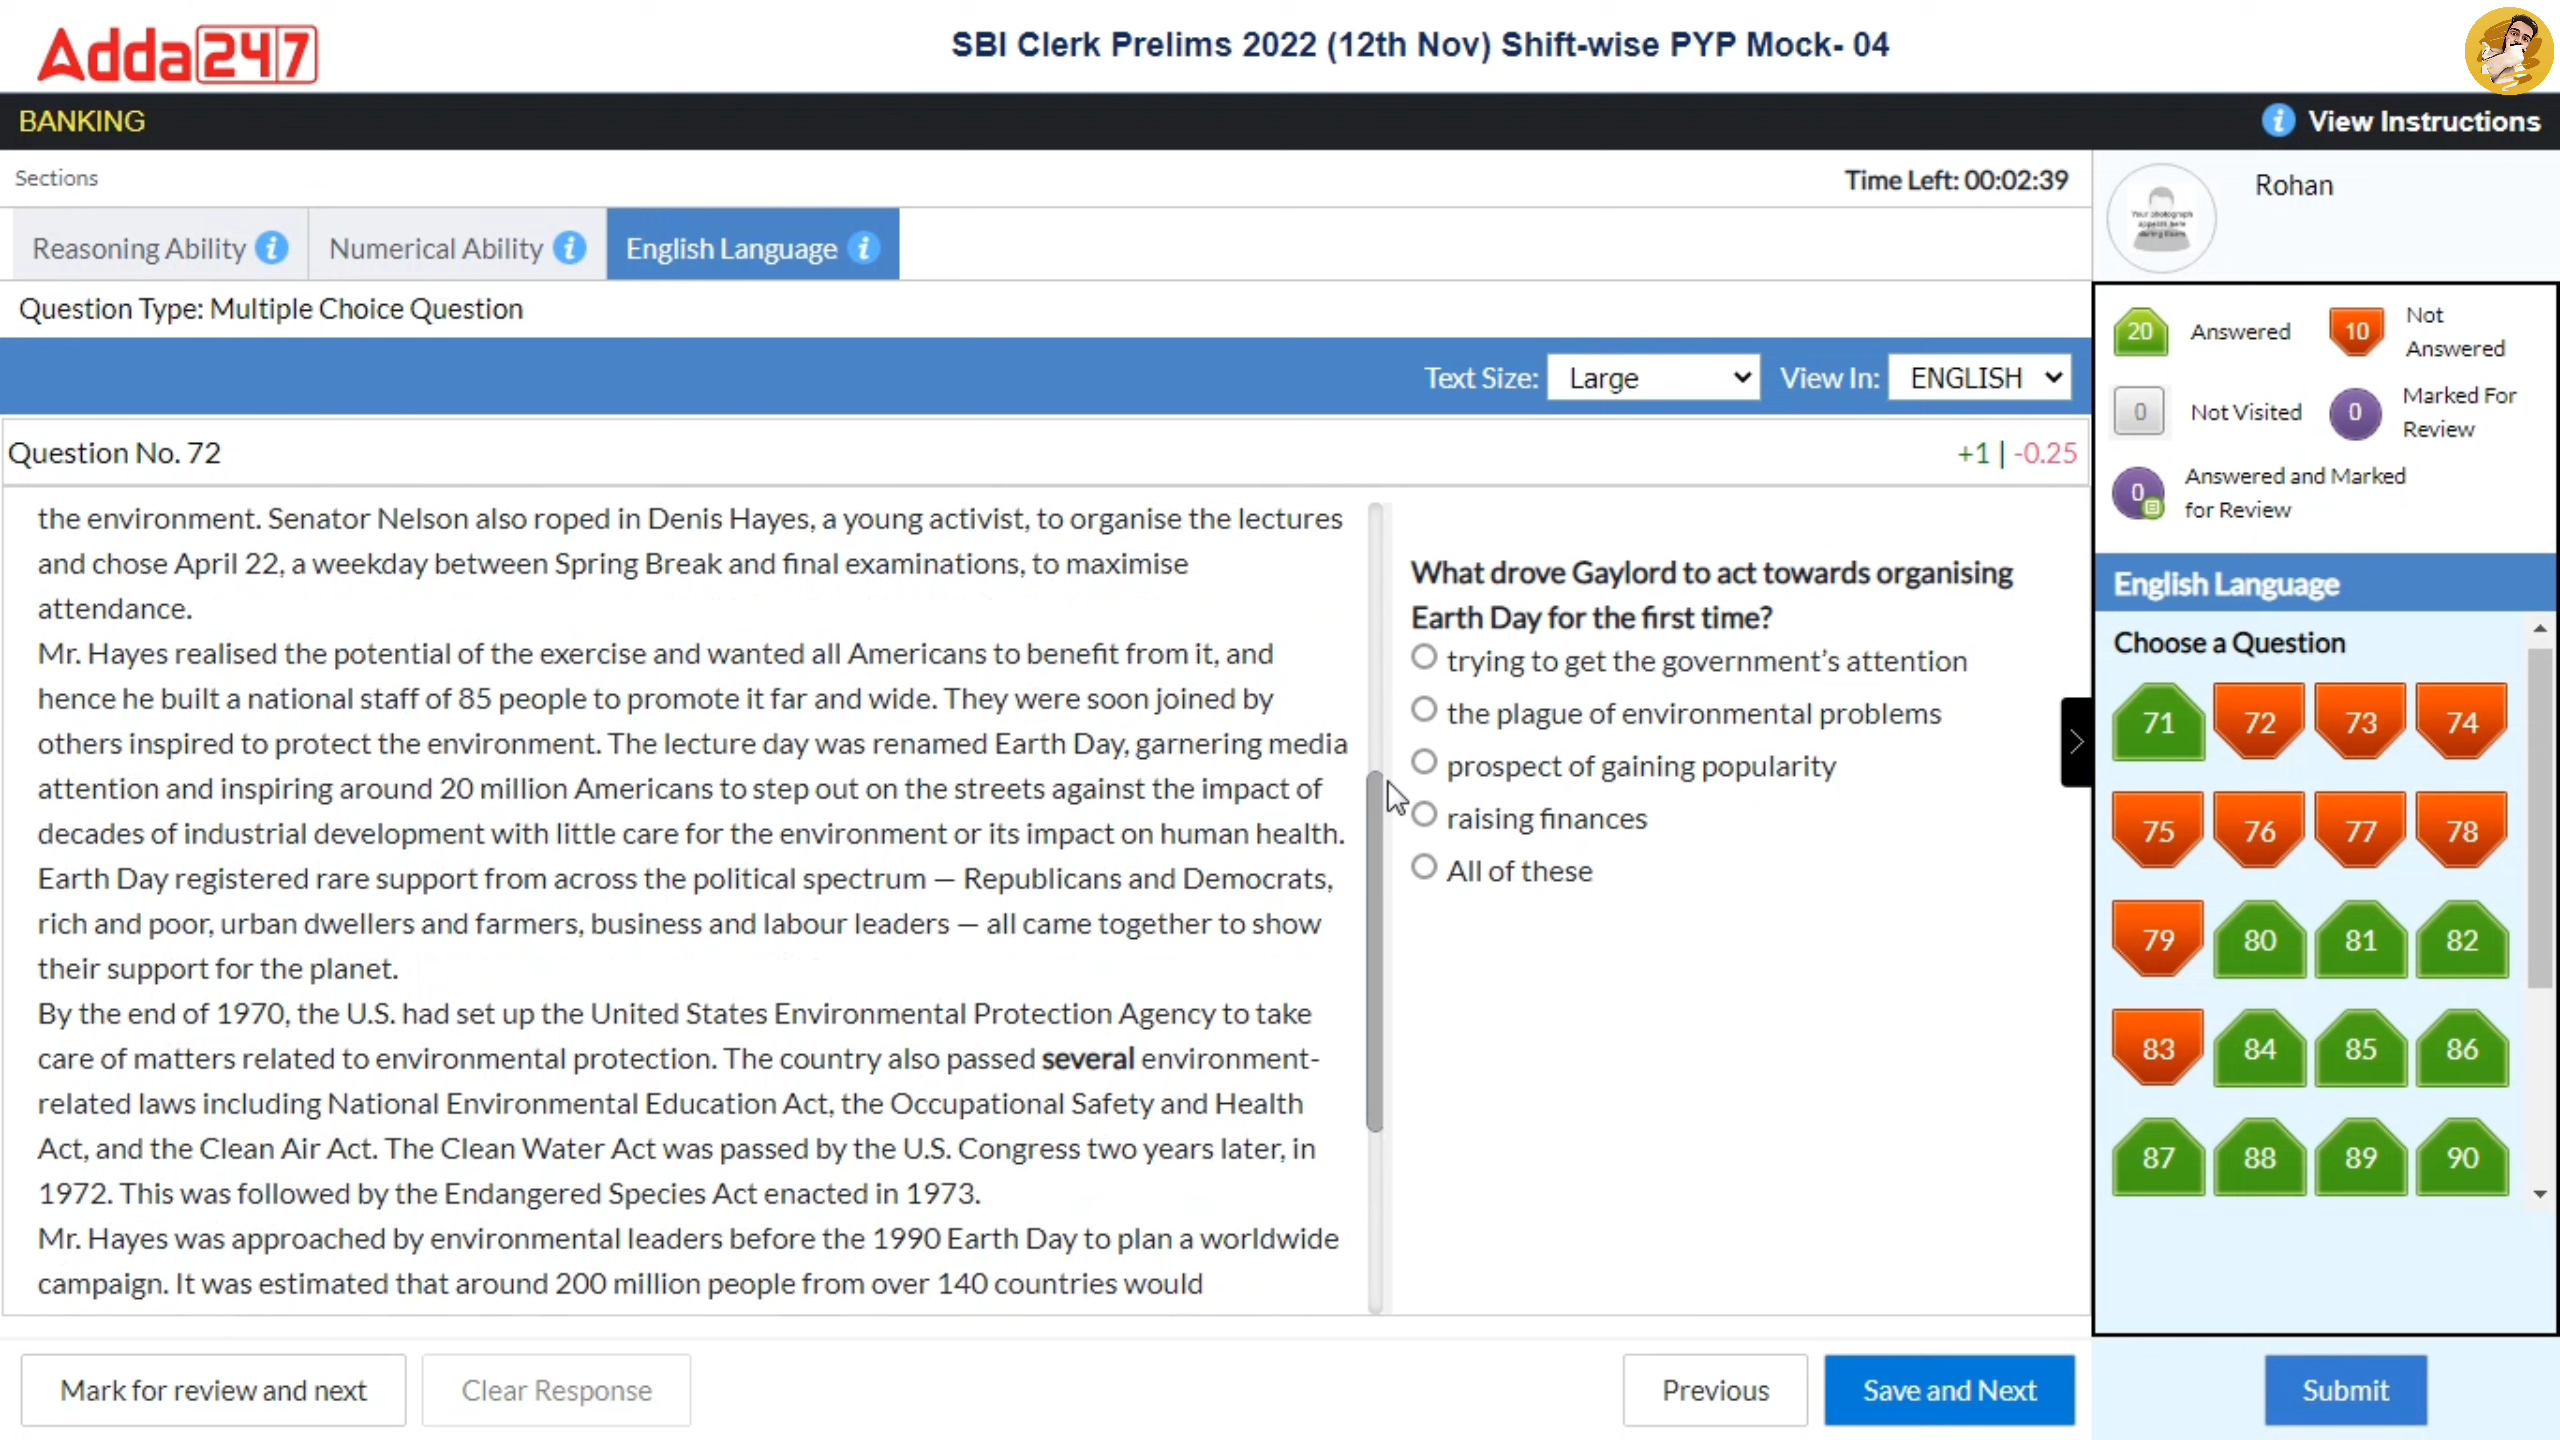 Adda247
SBI Clerk Prelims 2022 (12th Nov) Shift-wise PYP Mock- 04
BANKING
View Instructions
Sections
Time Left: 00:02:39
Rohan
Reasoning Ability
Numerical Ability
English Language
Question Type: Multiple Choice Question
Text Size: Large View In: ENGLISH
20 Answered
10 Not Answered
0 Not Visited
0 Marked For Review
0 Answered and Marked for Review
Question No. 72
+1 | -0.25
the environment. Senator Nelson also roped in Denis Hayes, a young activist, to organise the lectures
and chose April 22, a weekday between Spring Break and final examinations, to maximise
attendance.
Mr. Hayes realised the potential of the exercise and wanted all Americans to benefit from it, and
hence he built a national staff of 85 people to promote it far and wide. They were soon joined by
others inspired to protect the environment. The lecture day was renamed Earth Day, garnering media
attention and inspiring around 20 million Americans to step out on the streets against the impact of
decades of industrial development with little care for the environment or its impact on human health.
Earth Day registered rare support from across the political spectrum — Republicans and Democrats,
rich and poor, urban dwellers and farmers, business and labour leaders — all came together to show
their support for the planet.
By the end of 1970, the U.S. had set up the United States Environmental Protection Agency to take
care of matters related to environmental protection. The country also passed several environment-
related laws including National Environmental Education Act, the Occupational Safety and Health
Act, and the Clean Air Act. The Clean Water Act was passed by the U.S. Congress two years later, in
1972. This was followed by the Endangered Species Act enacted in 1973.
Mr. Hayes was approached by environmental leaders before the 1990 Earth Day to plan a worldwide
campaign. It was estimated that around 200 million people from over 140 countries would
What drove Gaylord to act towards organising
Earth Day for the first time?
trying to get the government's attention
the plague of environmental problems
prospect of gaining popularity
raising finances
All of these
English Language
Choose a Question
71 72 73 74
75 76 77 78
79 80 81 82
83 84 85 86
87 88 89 90
Mark for review and next
Clear Response
Previous
Save and Next
Submit